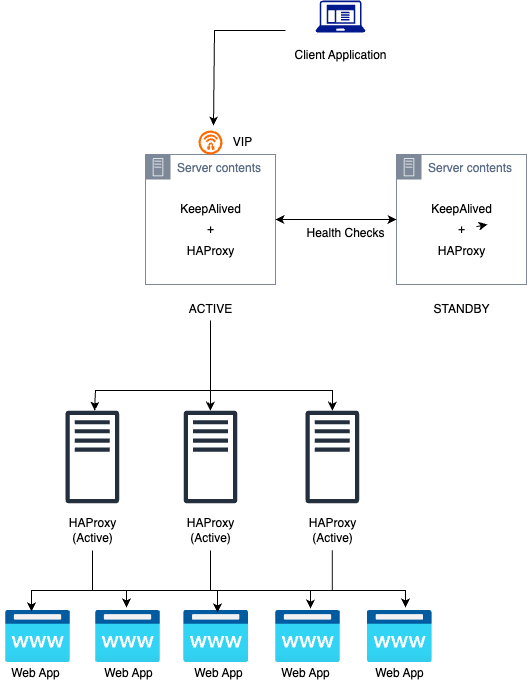 Client Application
VIP
Server contents
Server contents
KeepAlived
+
HAProxy
KeepAlived
+
HAProxy
Health Checks
ACTIVE
STANDBY
HAProxy
(Active)
HAProxy
(Active)
HAProxy
(Active)
WWW
WWW
WWW
WWW
WWW
Web App
Web App
Web App
Web App
Web App